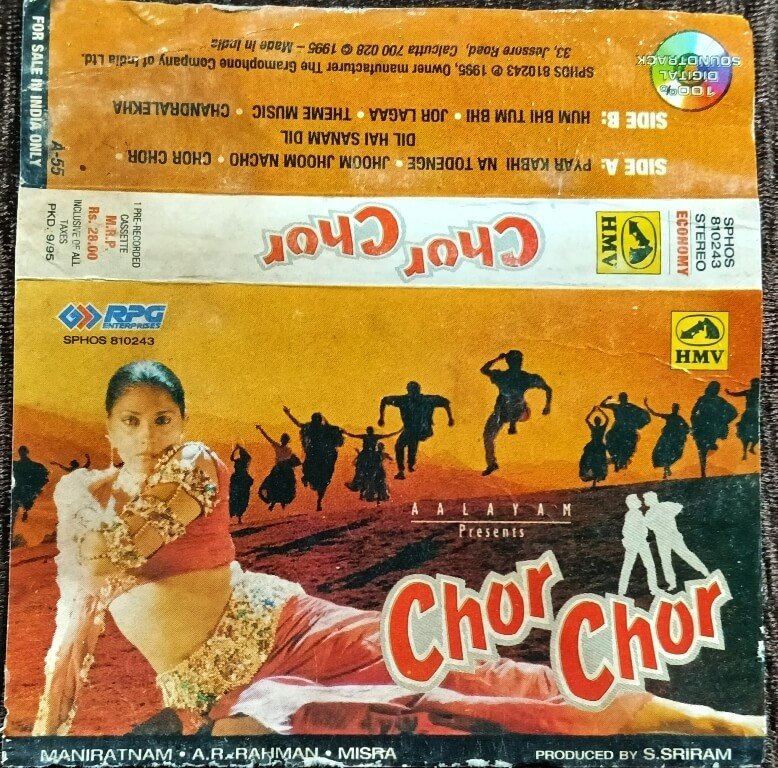 FOR SALE IN INDIA ONLY
A-55
100%
DIGITAL
SOUNDTRACK
SIDE A: PYAR KABHI NA TODENGE • JHOOM JHOOM NACHO • CHOR CHOR •
DIL HAI SANAM DIL
SIDE B: HUM BHI TUM BHI • JOR LAGAA • THEME MUSIC • CHANDRALEKHA
SPHOS 810243 ℗ 1995, Owner manufacturer The Gramophone Company of India Ltd.
33, Jessore Road, Calcutta 700 028 © 1995 – Made in India
1 PRE-RECORDED
CASSETTE
M.R.P.
Rs. 28.00
INCLUSIVE OF ALL
TAXES
PKD. 9/95
Chor Chor
HMV
SPHOS
810243
STEREO
ECONOMY
RPG
ENTERPRISES
SPHOS 810243
HMV
AALAYAM
Presents
Chor
Chor
MANIRATNAM • A.R. RAHMAN • MISRA
PRODUCED BY S.SRIRAM